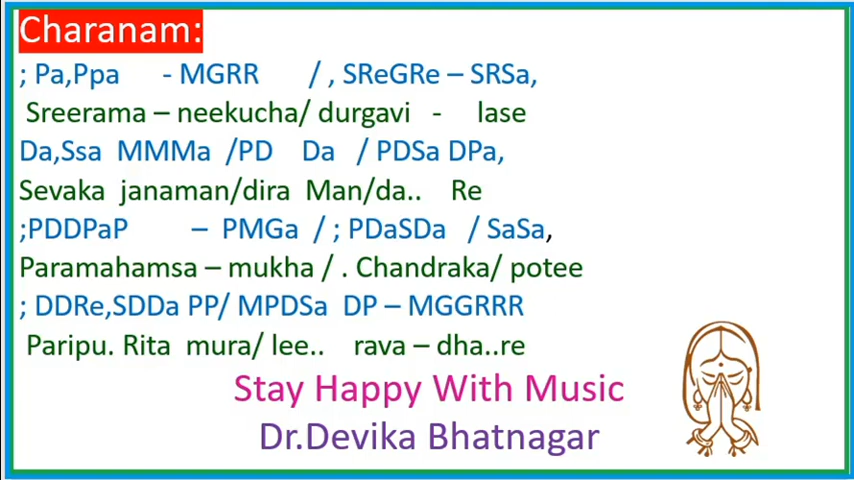 Charanam:
; Pa,Ppa - MGRR / , SReGRe – SRSa,
Sreerama – neekucha/ durgavi - lase
Da,Ssa MMMa /PD Da / PDSa DPa,
Sevaka janaman/dira Man/da.. Re
;PDDPaP – PMGa / ; PDaSDa / SaSa,
Paramahamsa – mukha / . Chandraka/ potee
; DDRe,SDDa PP/ MPDSa DP – MGGRRR
Paripu. Rita mura/ lee.. rava – dha..re
Stay Happy With Music
Dr.Devika Bhatnagar